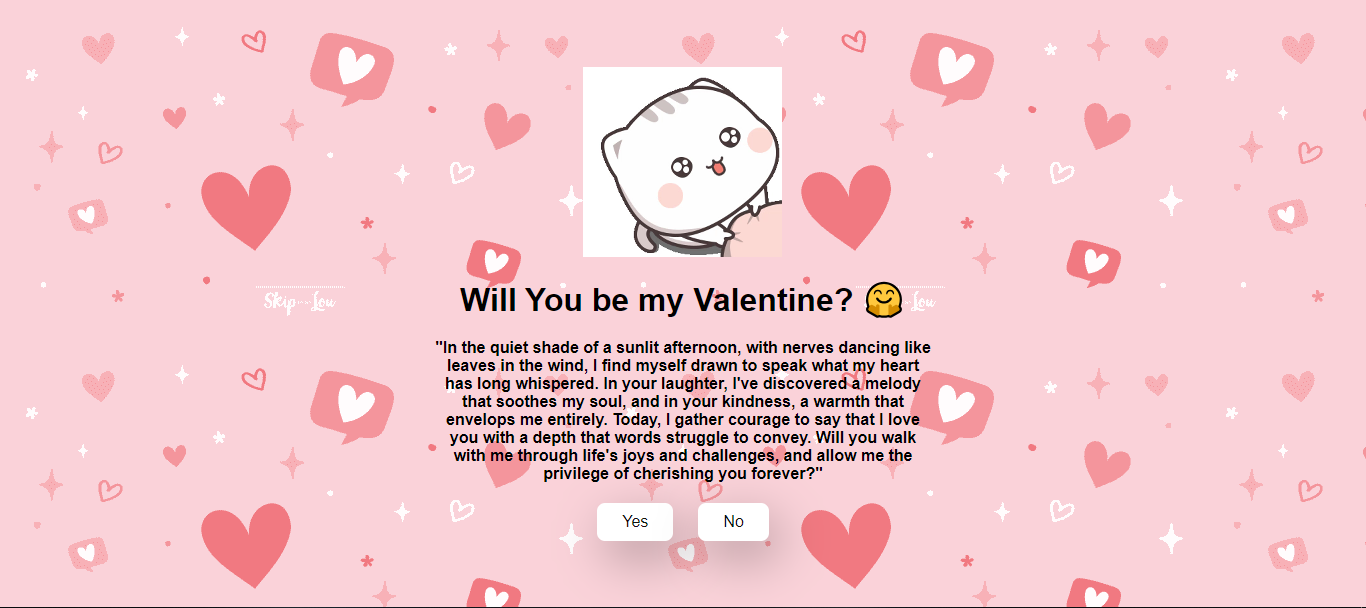 Skip to my Lou
Will You be my Valentine? 🤗
"In the quiet shade of a sunlit afternoon, with nerves dancing like
leaves in the wind, I find myself drawn to speak what my heart
has long whispered. In your laughter, I've discovered a melody
that soothes my soul, and in your kindness, a warmth that
envelops me entirely. Today, I gather courage to say that I love
you with a depth that words struggle to convey. Will you walk
with me through life's joys and challenges, and allow me the
privilege of cherishing you forever?"
Yes No